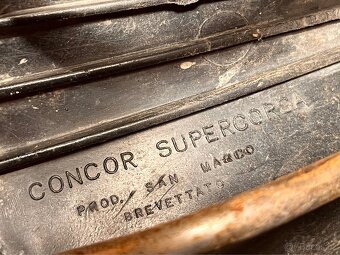 CONCOR SUPERCORSA
PROD. SAN MARCO
BREVETTATO